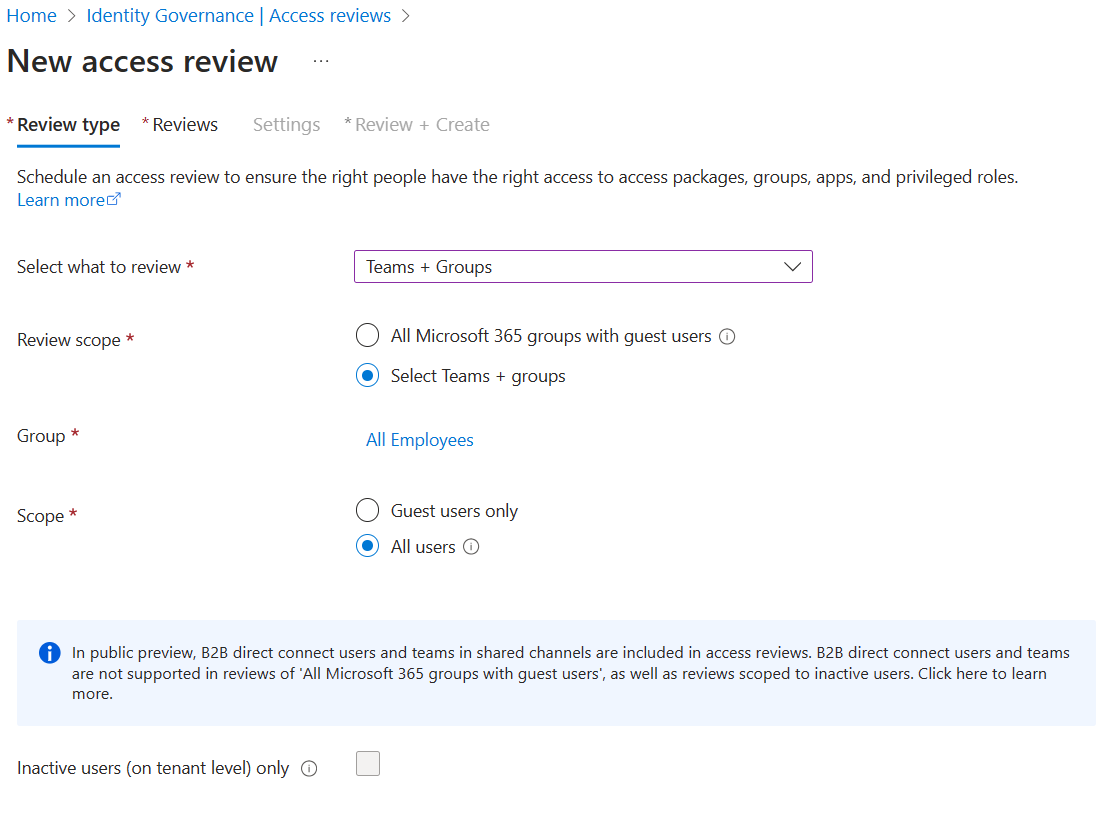 Home > Identity Governance | Access reviews >
New access review ...
*Review type *Reviews Settings *Review + Create
Schedule an access review to ensure the right people have the right access to access packages, groups, apps, and privileged roles.
Learn more
Select what to review * Teams + Groups
Review scope * All Microsoft 365 groups with guest users
Select Teams + groups
Group * All Employees
Scope * Guest users only
All users
In public preview, B2B direct connect users and teams in shared channels are included in access reviews. B2B direct connect users and teams
are not supported in reviews of 'All Microsoft 365 groups with guest users', as well as reviews scoped to inactive users. Click here to learn
more.
Inactive users (on tenant level) only